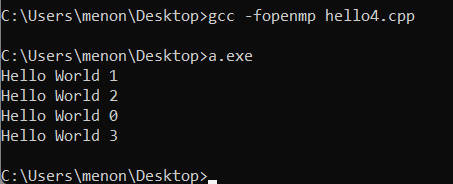 C:\Users\menon\Desktop>gcc -fopenmp hello4.cpp
C:\Users\menon\Desktop>a.exe
Hello World 1
Hello World 2
Hello World 0
Hello World 3
C:\Users\menon\Desktop>